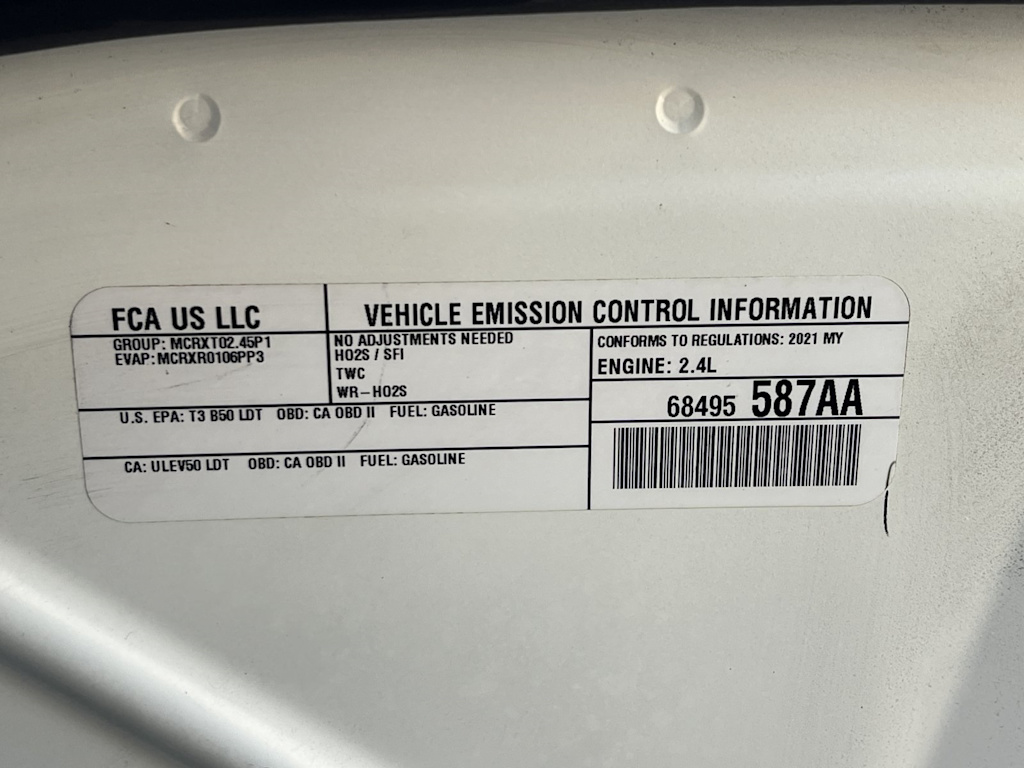 FCA US LLC
VEHICLE EMISSION CONTROL INFORMATION
GROUP: MCRXT02.45P1
EVAP: MCRXR0106PP3
NO ADJUSTMENTS NEEDED
HO2S / SFI
TWC
WR-HO2S
CONFORMS TO REGULATIONS: 2021 MY
ENGINE: 2.4L
68495 587AA
U.S. EPA: T3 B50 LDT OBD: CA OBD II FUEL: GASOLINE
CA: ULEV50 LDT OBD: CA OBD II FUEL: GASOLINE